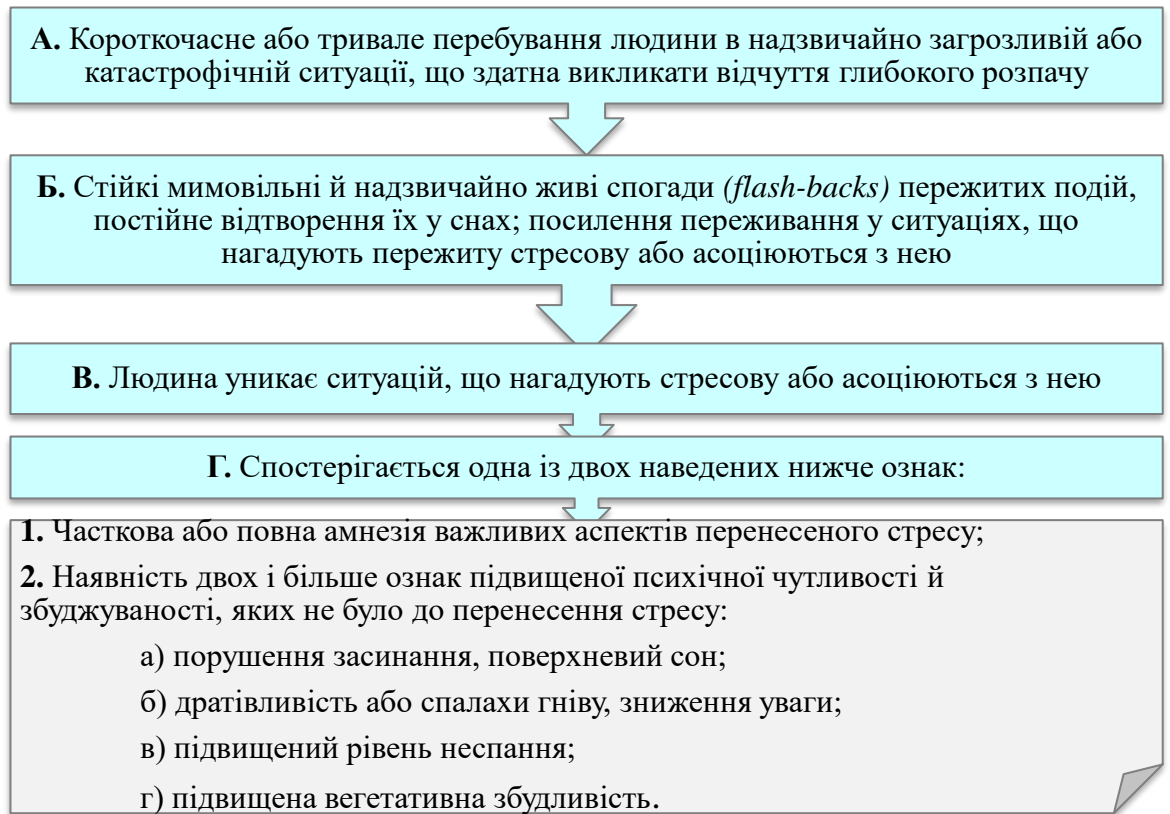 А. Короткочасне або тривале перебування людини в надзвичайно загрозливій або
катастрофічній ситуації, що здатна викликати відчуття глибокого розпачу
Б. Стійкі мимовільні й надзвичайно живі спогади (flash-backs) пережитих подій,
постійне відтворення їх у снах; посилення переживання у ситуаціях, що
нагадують пережиту стресову або асоціюються з нею
В. Людина уникає ситуацій, що нагадують стресову або асоціюються з нею
Г. Спостерігається одна із двох наведених нижче ознак:
1. Часткова або повна амнезія важливих аспектів перенесеного стресу;
2. Наявність двох і більше ознак підвищеної психічної чутливості й
збуджуваності, яких не було до перенесення стресу:
а) порушення засинання, поверхневий сон;
б) дратівливість або спалахи гніву, зниження уваги;
в) підвищений рівень неспання;
г) підвищена вегетативна збудливість.